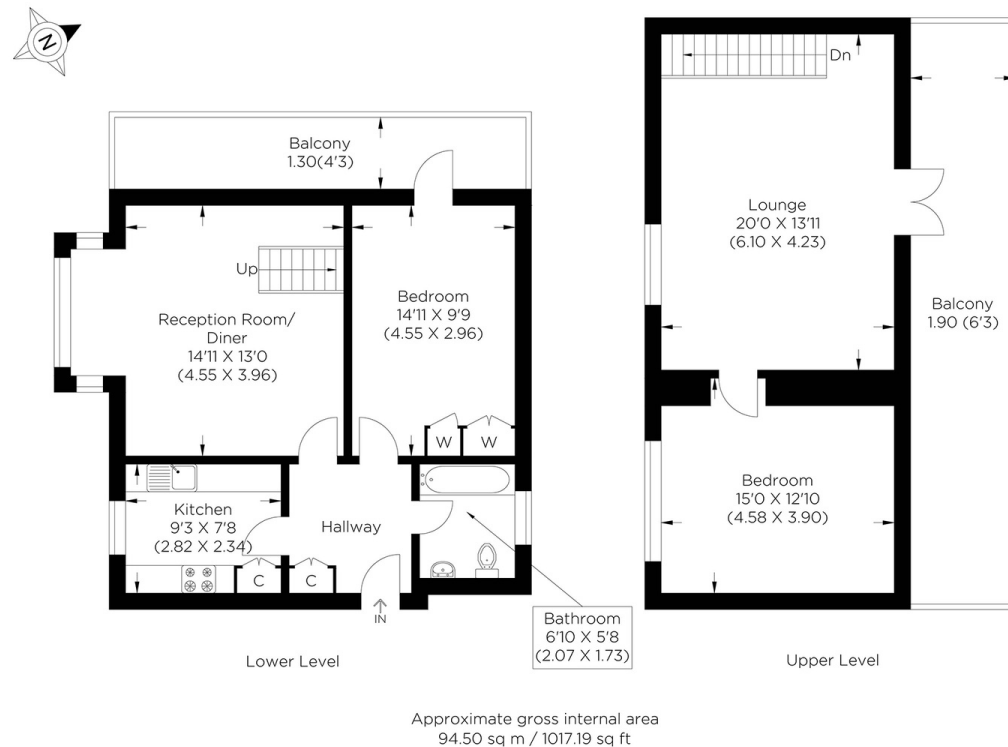 N
Balcony
1.30(4'3)
Up
Reception Room/
Diner
14'11 X 13'0
(4.55 X 3.96)
Bedroom
14'11 X 9'9
(4.55 X 2.96)
W
W
Kitchen
9'3 X 7'8
(2.82 X 2.34)
Hallway
C
C
IN
Bathroom
6'10 X 5'8
(2.07 X 1.73)
Lower Level
Dn
Lounge
20'0 X 13'11
(6.10 X 4.23)
Balcony
1.90 (6'3)
Bedroom
15'0 X 12'10
(4.58 X 3.90)
Upper Level
Approximate gross internal area
94.50 sq m / 1017.19 sq ft